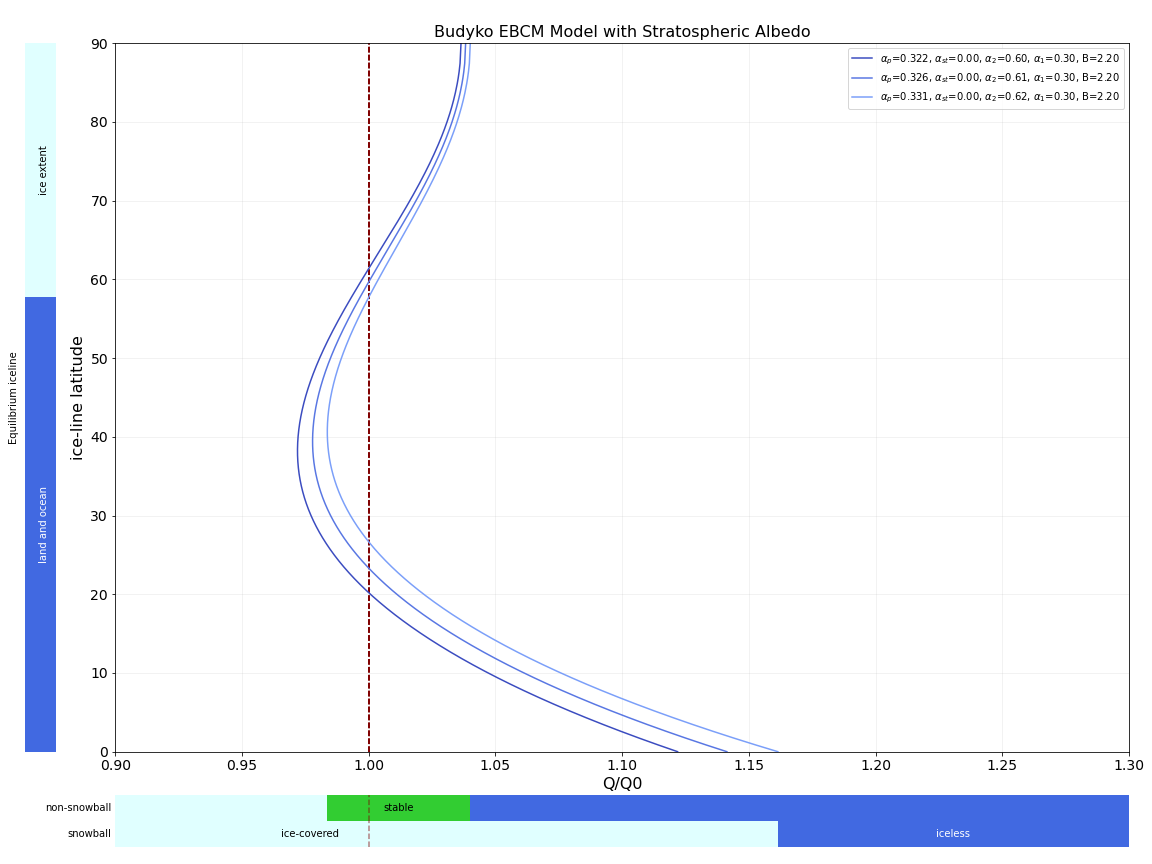 Budyko EBCM Model with Stratospheric Albedo
αp=0.322, αst=0.00, α2=0.60, α1=0.30, B=2.20
αp=0.326, αst=0.00, α2=0.61, α1=0.30, B=2.20
αp=0.331, αst=0.00, α2=0.62, α1=0.30, B=2.20
Equilibrium iceline
ice extent
land and ocean
ice-line latitude
90
80
70
60
50
40
30
20
10
0
0.90 0.95 1.00 1.05 1.10 1.15 1.20 1.25 1.30
Q/Q0
non-snowball stable
snowball ice-covered iceless